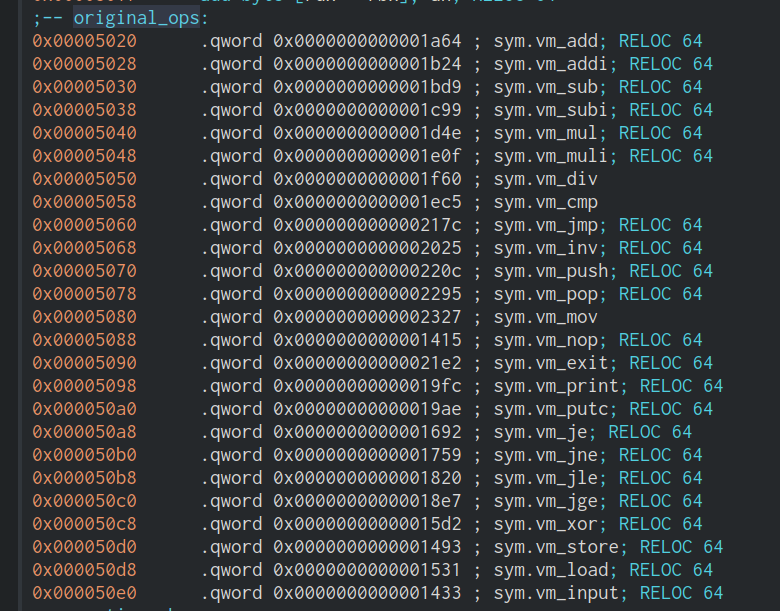 ;-- original_ops:
0x00005020 .qword 0x0000000000001a64 ; sym.vm_add; RELOC 64
0x00005028 .qword 0x0000000000001b24 ; sym.vm_addi; RELOC 64
0x00005030 .qword 0x0000000000001bd9 ; sym.vm_sub; RELOC 64
0x00005038 .qword 0x0000000000001c99 ; sym.vm_subi; RELOC 64
0x00005040 .qword 0x0000000000001d4e ; sym.vm_mul; RELOC 64
0x00005048 .qword 0x0000000000001e0f ; sym.vm_muli; RELOC 64
0x00005050 .qword 0x0000000000001f60 ; sym.vm_div
0x00005058 .qword 0x0000000000001ec5 ; sym.vm_cmp
0x00005060 .qword 0x000000000000217c ; sym.vm_jmp; RELOC 64
0x00005068 .qword 0x0000000000002025 ; sym.vm_inv; RELOC 64
0x00005070 .qword 0x000000000000220c ; sym.vm_push; RELOC 64
0x00005078 .qword 0x0000000000002295 ; sym.vm_pop; RELOC 64
0x00005080 .qword 0x0000000000002327 ; sym.vm_mov
0x00005088 .qword 0x0000000000001415 ; sym.vm_nop; RELOC 64
0x00005090 .qword 0x00000000000021e2 ; sym.vm_exit; RELOC 64
0x00005098 .qword 0x00000000000019fc ; sym.vm_print; RELOC 64
0x000050a0 .qword 0x00000000000019ae ; sym.vm_putc; RELOC 64
0x000050a8 .qword 0x0000000000001692 ; sym.vm_je; RELOC 64
0x000050b0 .qword 0x0000000000001759 ; sym.vm_jne; RELOC 64
0x000050b8 .qword 0x0000000000001820 ; sym.vm_jle; RELOC 64
0x000050c0 .qword 0x00000000000018e7 ; sym.vm_jge; RELOC 64
0x000050c8 .qword 0x00000000000015d2 ; sym.vm_xor; RELOC 64
0x000050d0 .qword 0x0000000000001493 ; sym.vm_store; RELOC 64
0x000050d8 .qword 0x0000000000001531 ; sym.vm_load; RELOC 64
0x000050e0 .qword 0x0000000000001433 ; sym.vm_input; RELOC 64